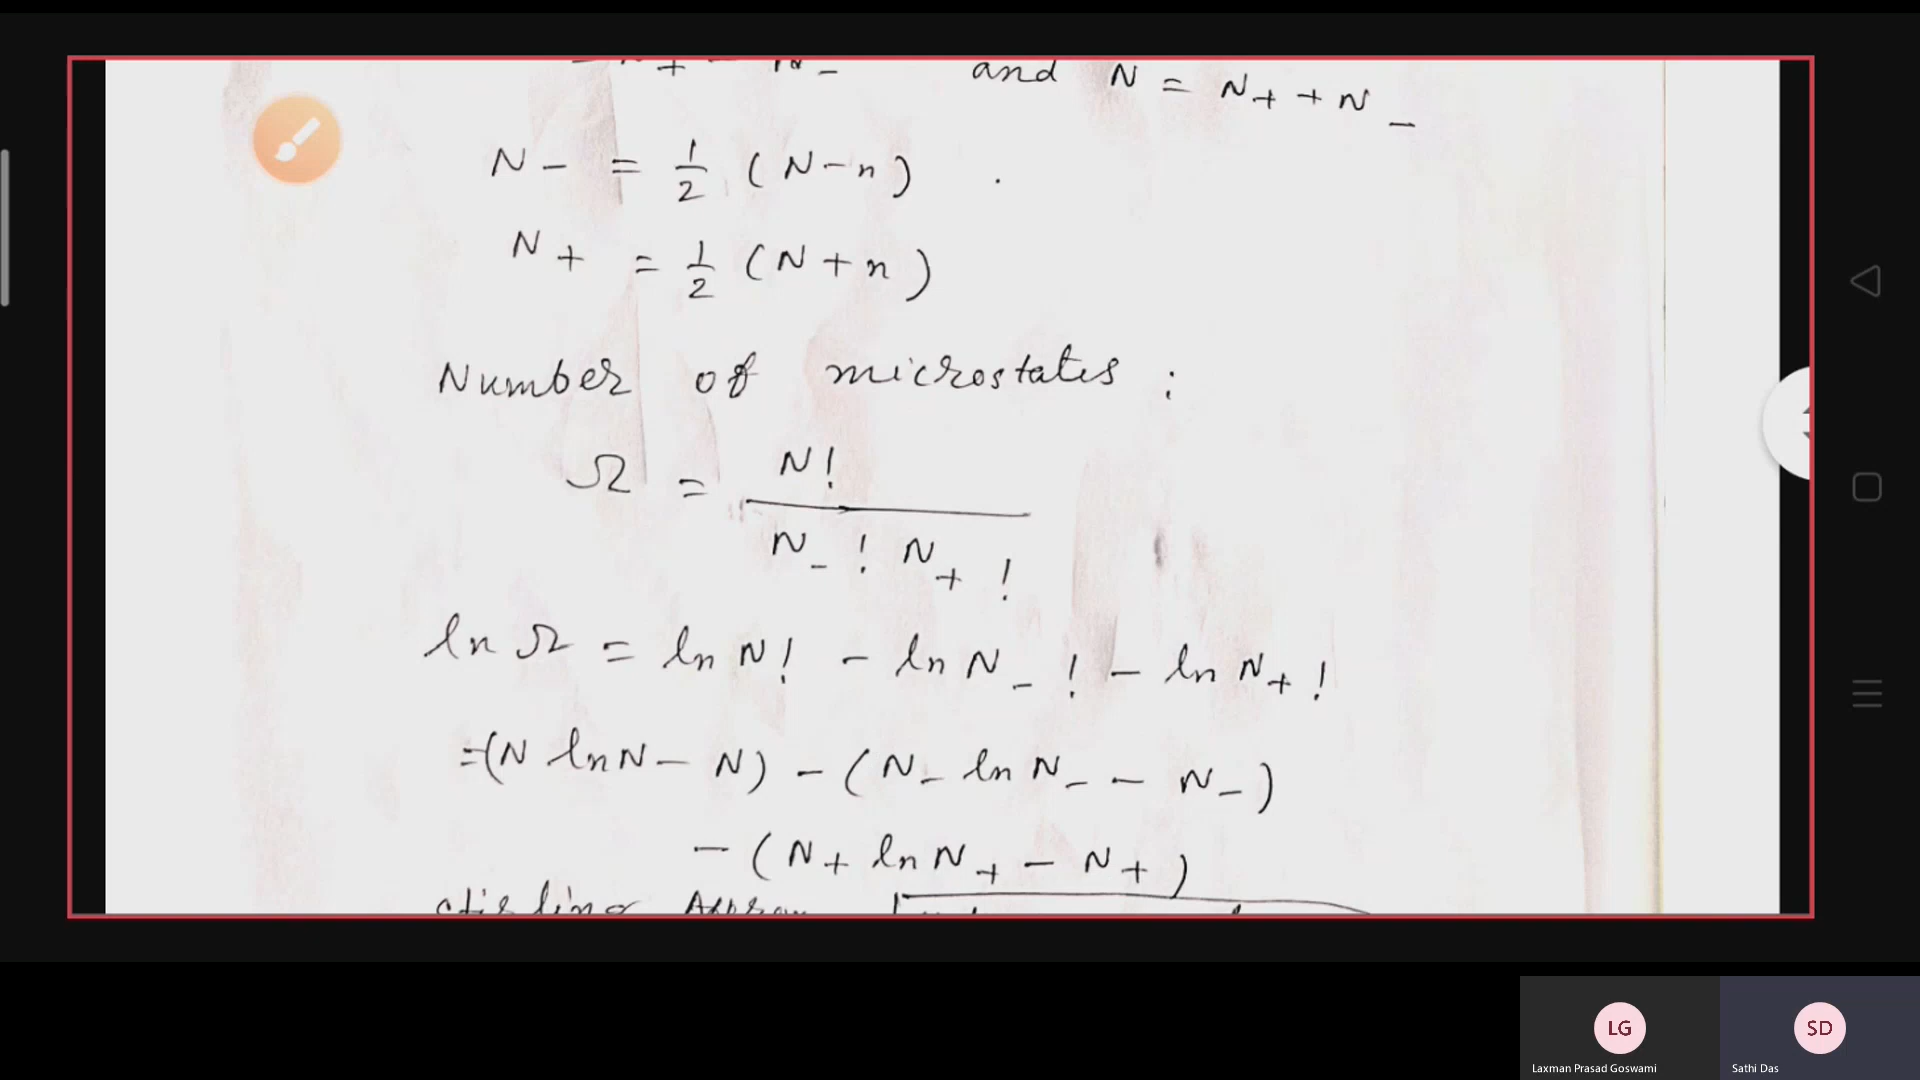 and N = N₊ + N₋
N₋ = 1/2 (N-n) .
N₊ = 1/2 (N+n)
Number of microstates :
Ω = N! / N₋! N₊!
ln Ω = ln N! - ln N₋! - ln N₊!
=(N ln N - N) - (N₋ ln N₋ - N₋)
- (N₊ ln N₊ - N₊)
LG
SD
Laxman Prasad Goswami
Sathi Das